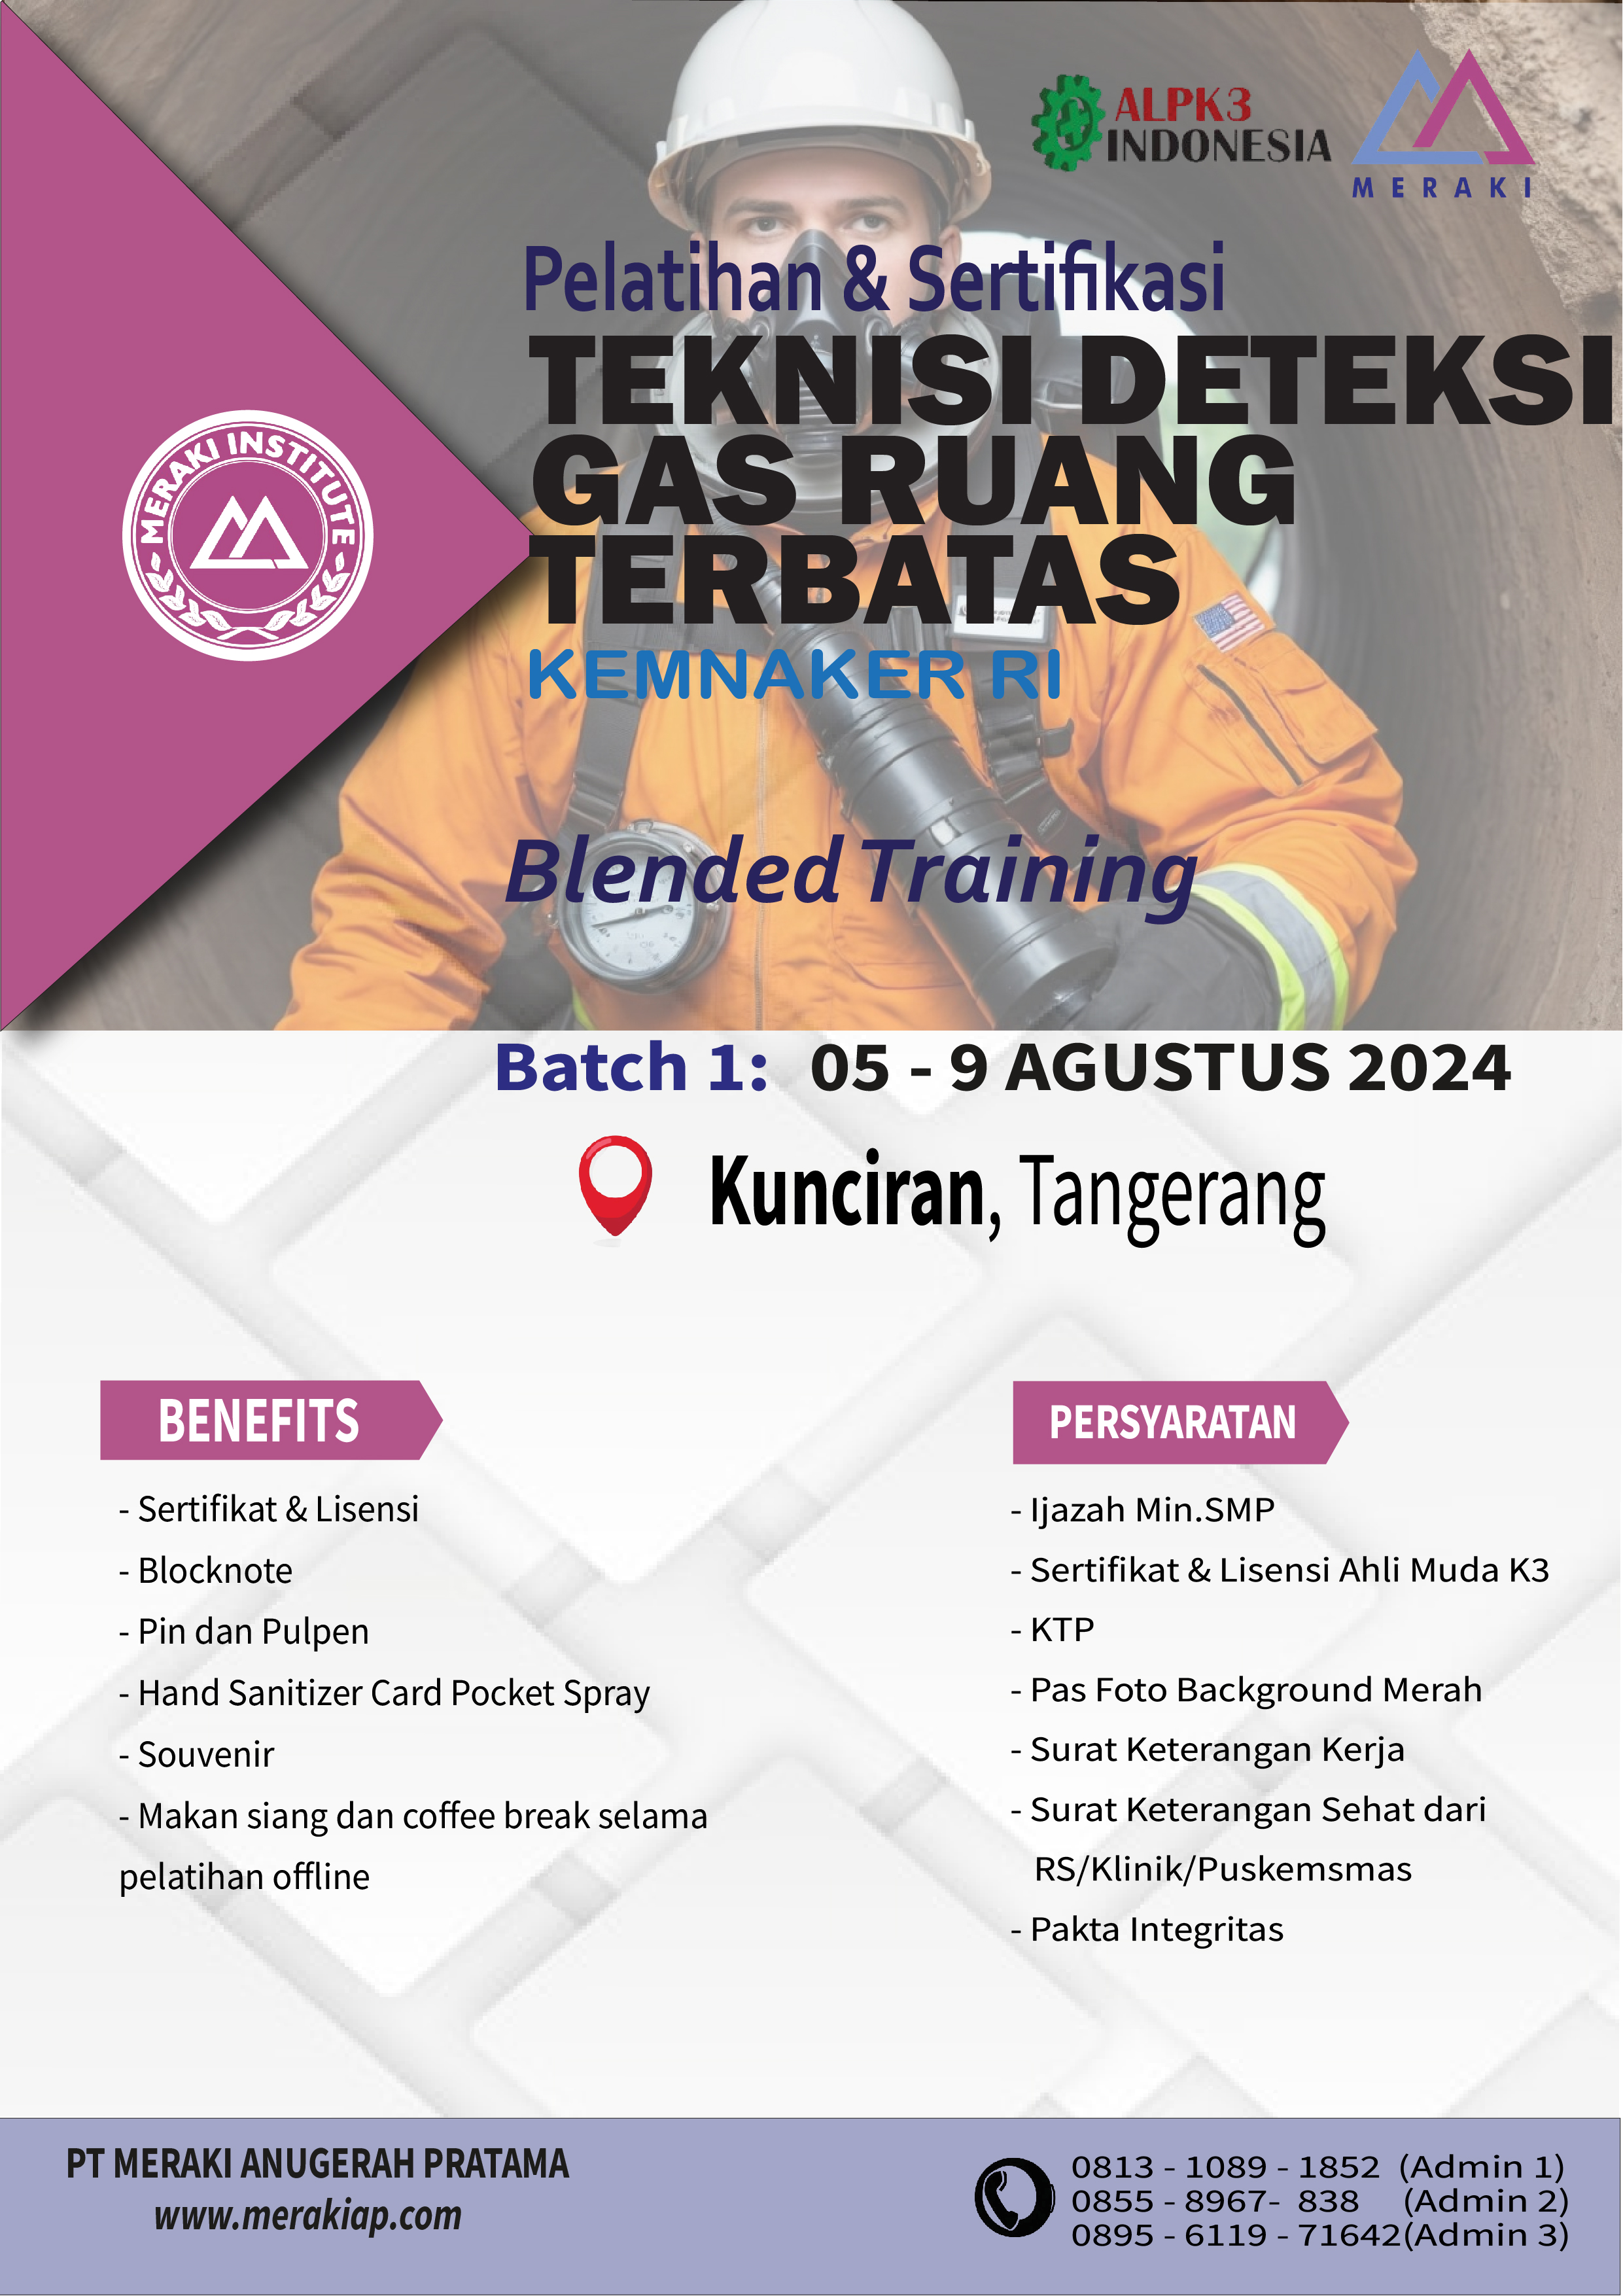 ALPK3
INDONESIA
MERAKI
Pelatihan & Sertifikasi
TEKNISI DETEKSI
GAS RUANG
TERBATAS
KEMNAKER RI
MERAKI INSTITUTE
Blended Training
Batch 1: 05 - 9 AGUSTUS 2024
Kunciran, Tangerang
BENEFITS
- Sertifikat & Lisensi
- Blocknote
- Pin dan Pulpen
- Hand Sanitizer Card Pocket Spray
- Souvenir
- Makan siang dan coffee break selama
pelatihan offline
PERSYARATAN
- Ijazah Min.SMP
- Sertifikat & Lisensi Ahli Muda K3
- KTP
- Pas Foto Background Merah
- Surat Keterangan Kerja
- Surat Keterangan Sehat dari
RS/Klinik/Puskemsmas
- Pakta Integritas
PT MERAKI ANUGERAH PRATAMA
www.merakiap.com
0813 - 1089 - 1852 (Admin 1)
0855 - 8967- 838 (Admin 2)
0895 - 6119 - 71642(Admin 3)